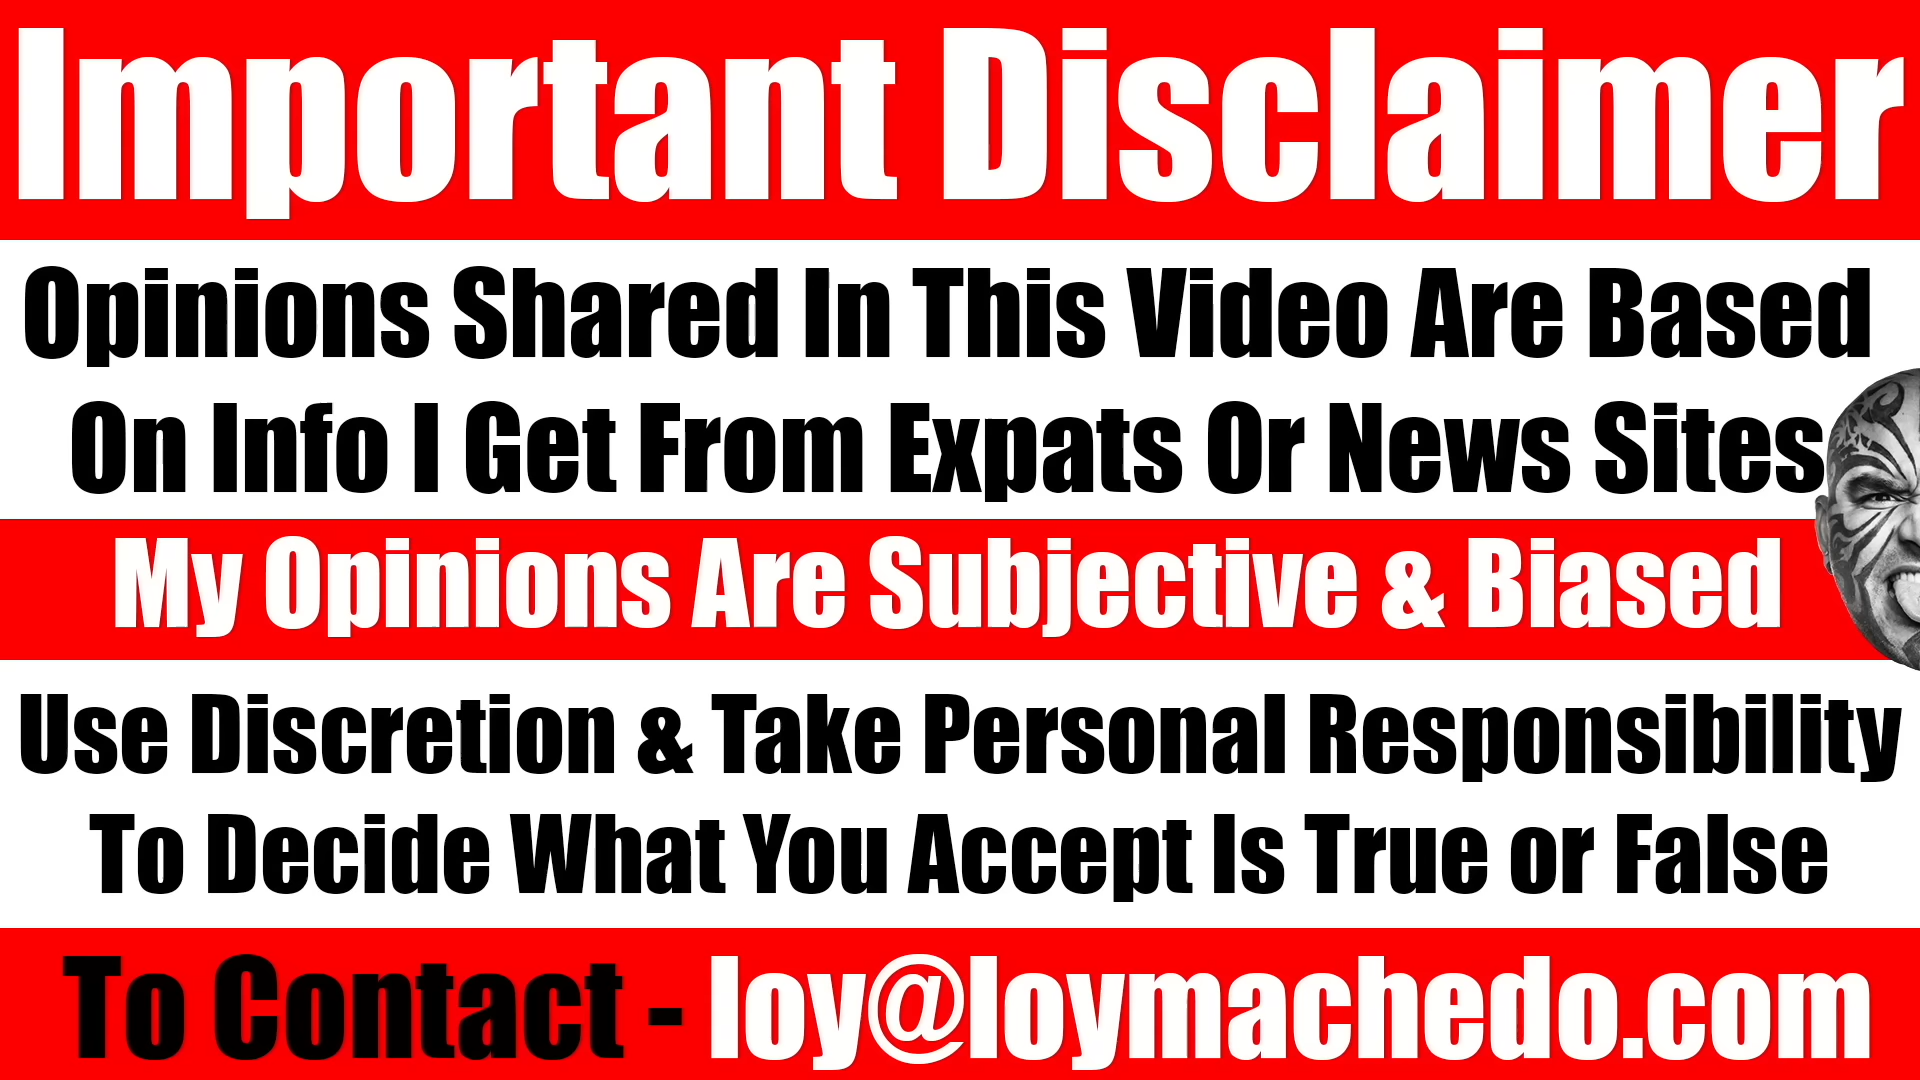 Important Disclaimer
Opinions Shared In This Video Are Based
On Info I Get From Expats Or News Sites
My Opinions Are Subjective & Biased
Use Discretion & Take Personal Responsibility
To Decide What You Accept Is True or False
To Contact - loy@loymachedo.com